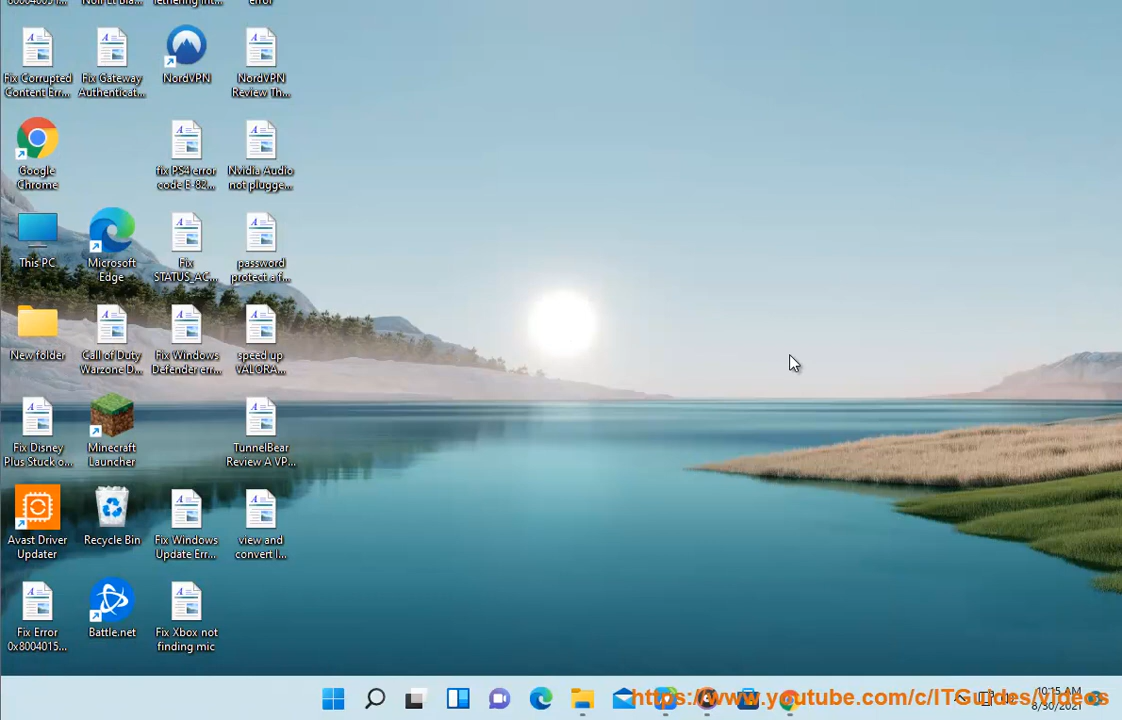 Fix Corrupted
Content Err...
Fix Gateway
Authenticat...
NordVPN
NordVPN
Review Th...
Google
Chrome
fix PS4 error
code E-82...
Nvidia Audio
not plugge...
This PC
Microsoft
Edge
Fix
STATUS_AC...
password
protect a f...
New folder
Call of Duty
Warzone D...
Fix Windows
Defender err...
speed up
VALORA...
Fix Disney
Plus Stuck o...
Minecraft
Launcher
TunnelBear
Review A VP...
Avast Driver
Updater
Recycle Bin
Fix Windows
Update Err...
view and
convert I...
Fix Error
0x8004015...
Battle.net
Fix Xbox not
finding mic
https://www.youtube.com/c/ITGuides/videos
10:15 AM
8/30/2021